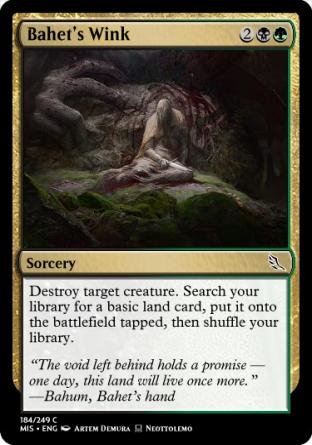 Bahet's Wink 2
Sorcery
Destroy target creature. Search your
library for a basic land card, put it onto
the battlefield tapped, then shuffle your
library.
“The void left behind holds a promise —
one day, this land will live once more.”
—Bahum, Bahet's hand
184/249 C
MIS • ENG Artem Demura Neottolemo